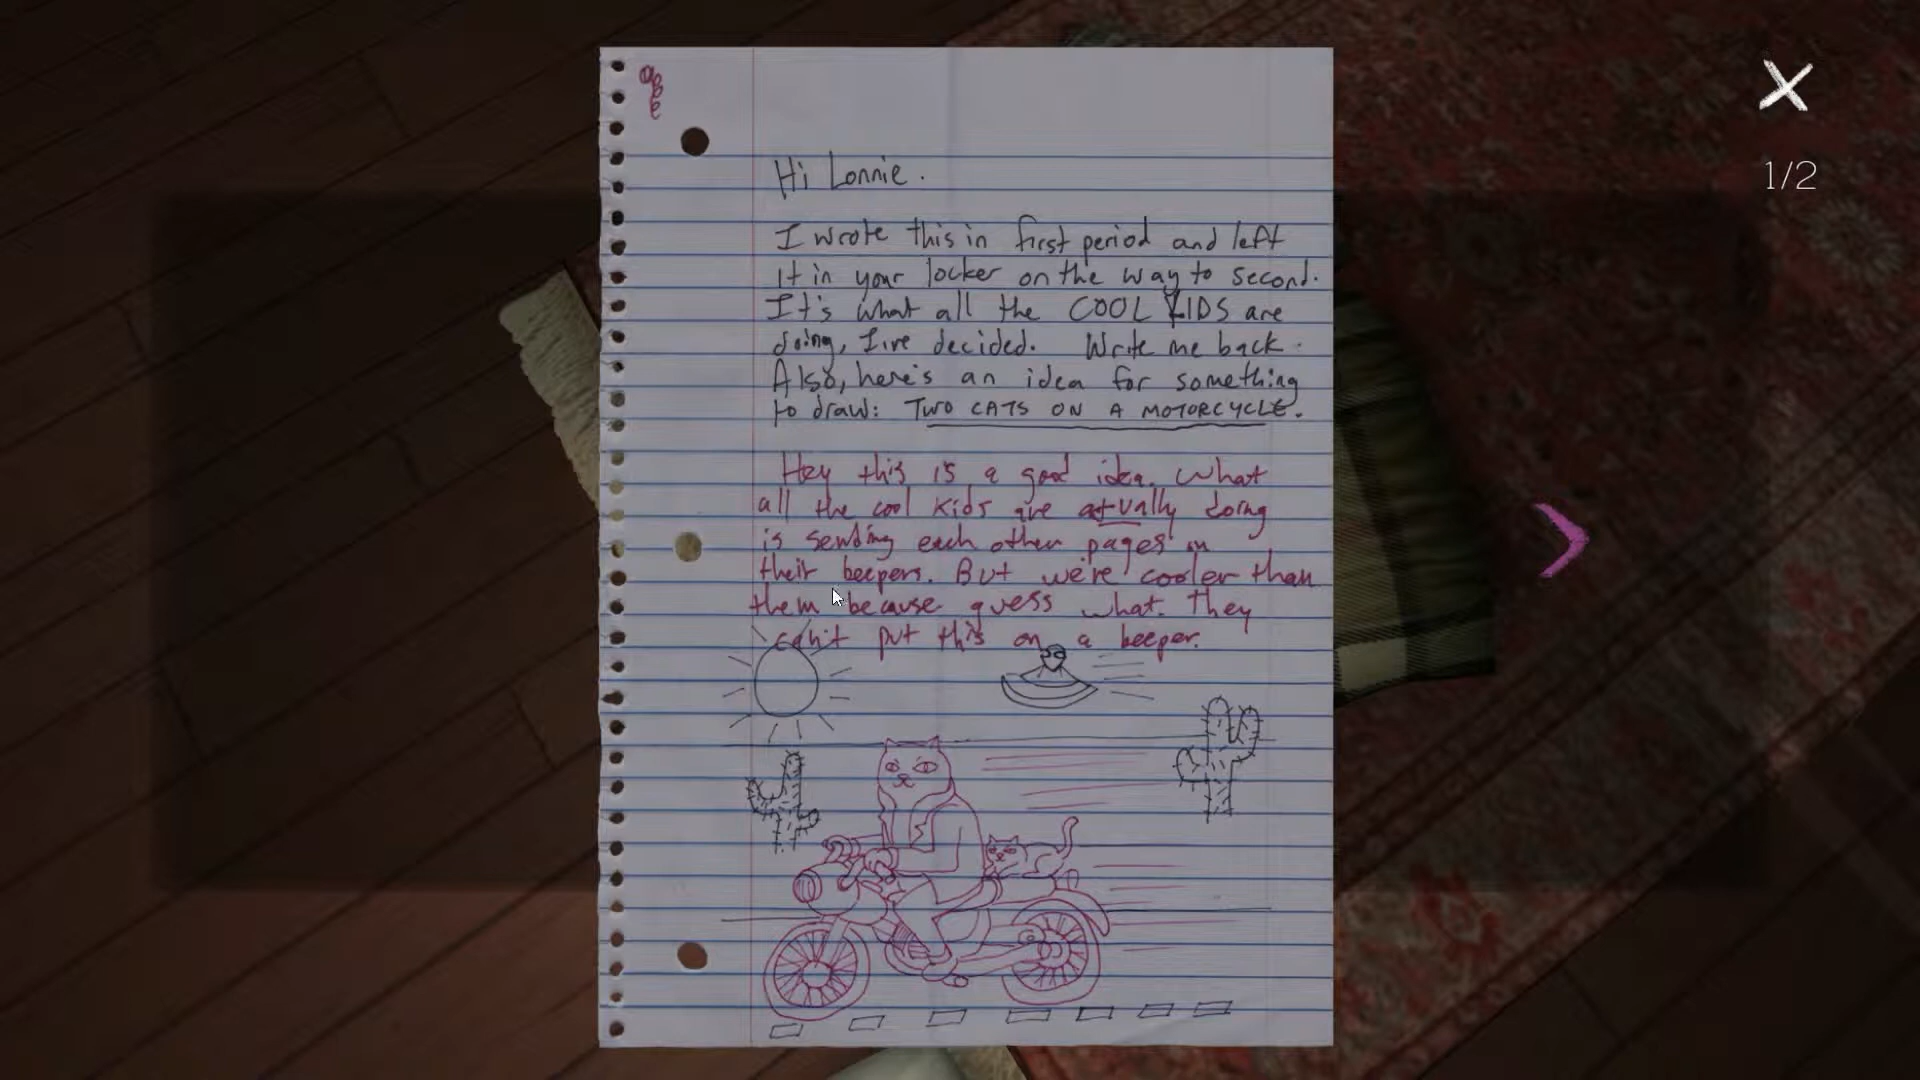 1/2
Hi Lonnie.
I wrote this in first period and left
it in your locker on the way to second.
It's what all the COOL KIDS are
doing, I've decided. Write me back.
Also, here's an idea for something
to draw: TWO CATS ON A MOTORCYCLE.
Hey this is a good idea. What
all the cool kids are actually doing
is sending each other pages on
their beepers. But we're cooler than
them because guess what. They
can't put this on a beeper.